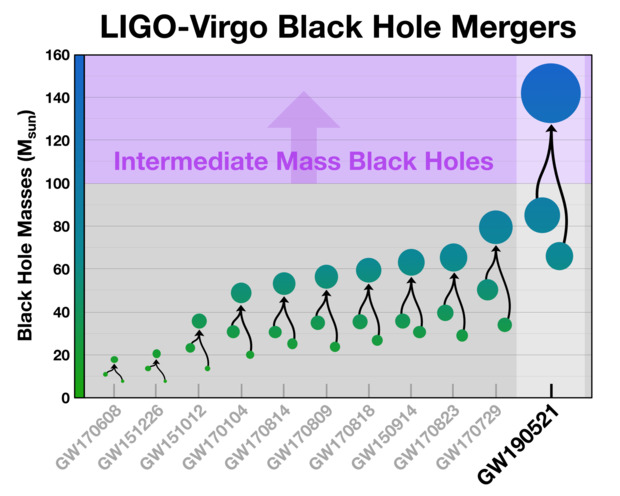 LIGO-Virgo Black Hole Mergers
Black Hole Masses (Msun)
160
140
120
100
80
60
40
20
0
Intermediate Mass Black Holes
GW170608
GW151226
GW151012
GW170104
GW170814
GW170809
GW170818
GW150914
GW170823
GW170729
GW190521